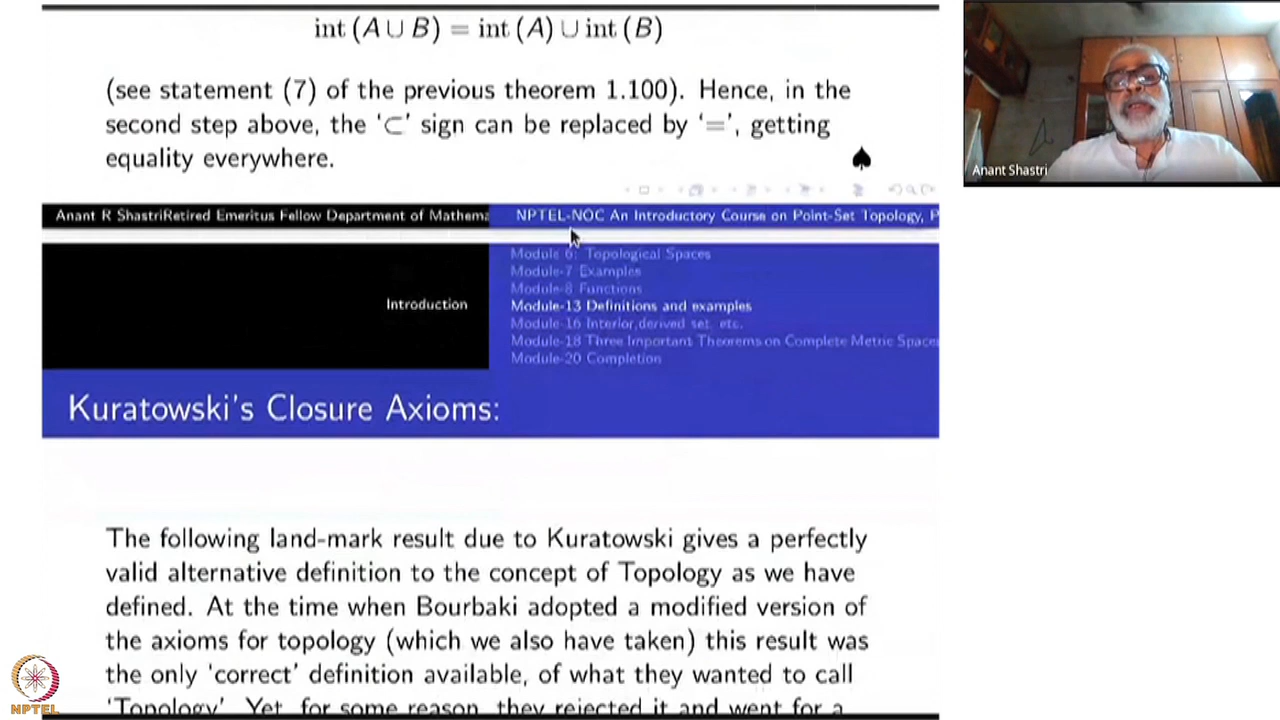 int (A ∪ B) = int (A) ∪ int (B)
(see statement (7) of the previous theorem 1.100). Hence, in the
second step above, the '⊂' sign can be replaced by '=', getting
equality everywhere.
♠
Anant Shastri
Anant R ShastriRetired Emeritus Fellow Department of Mathema
NPTEL-NOC An Introductory Course on Point-Set Topology, P
Introduction
Module 6: Topological Spaces
Module-7 Examples
Module-8 Functions
Module-13 Definitions and examples
Module-16 Interior,derived set, etc.
Module-18 Three Important Theorems on Complete Metric Space
Module-20 Completion
Kuratowski's Closure Axioms:
The following land-mark result due to Kuratowski gives a perfectly
valid alternative definition to the concept of Topology as we have
defined. At the time when Bourbaki adopted a modified version of
the axioms for topology (which we also have taken) this result was
the only 'correct' definition available, of what they wanted to call
'Topology'. Yet, for some reason, they rejected it and went for a
NPTEL